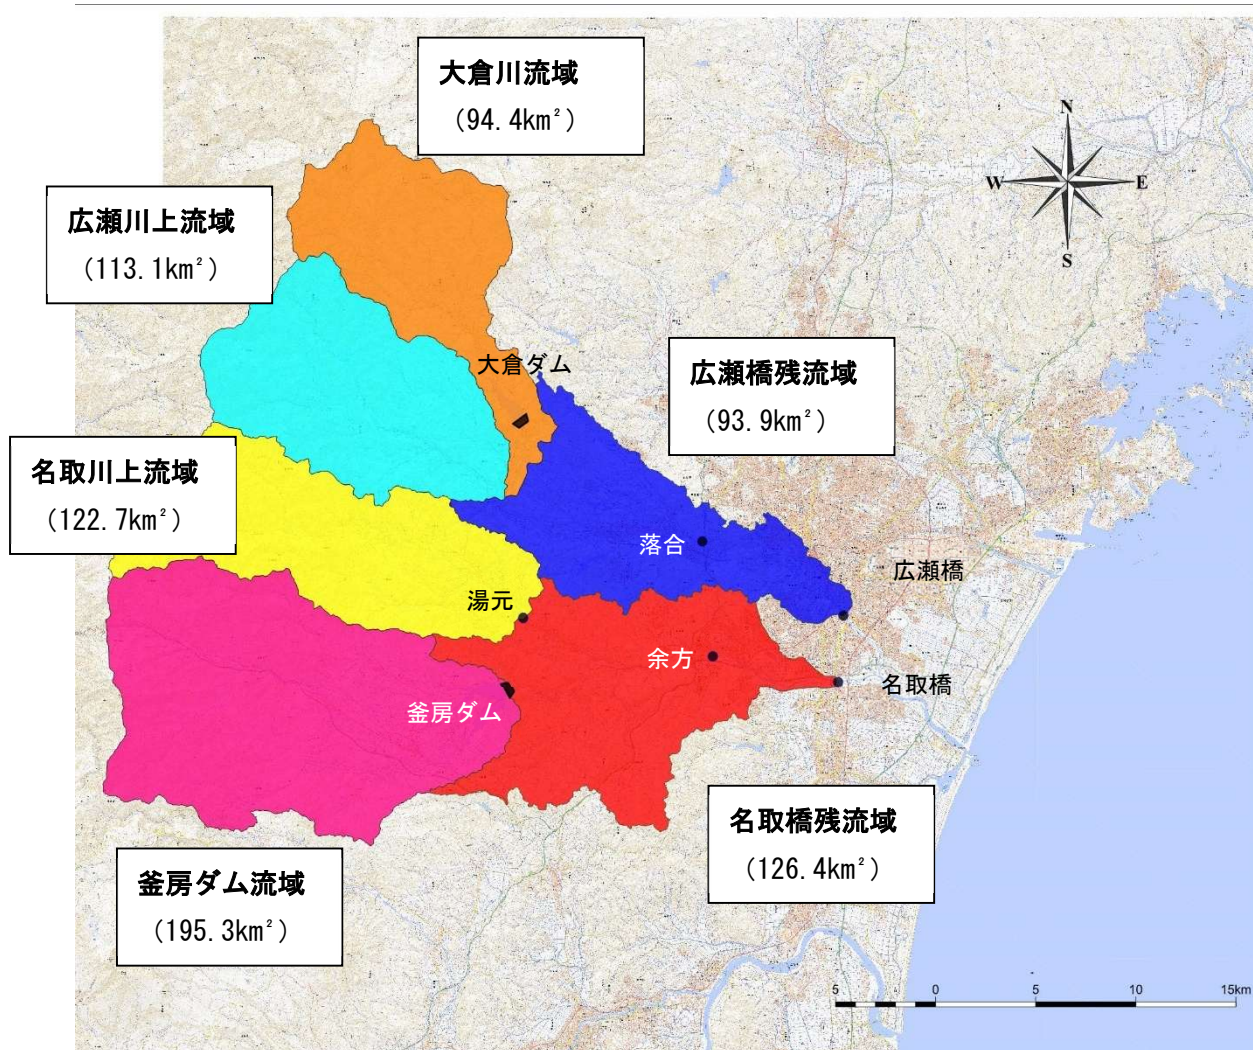 大倉川流域
(94.4km²)
N
W
E
S
広瀬川上流域
(113.1km²)
大倉ダム
広瀬橋残流域
(93.9km²)
名取川上流域
(122.7km²)
落合
広瀬橋
湯元
余方
名取橋
釜房ダム
名取橋残流域
(126.4km²)
釜房ダム流域
(195.3km²)
5 0 5 10 15km